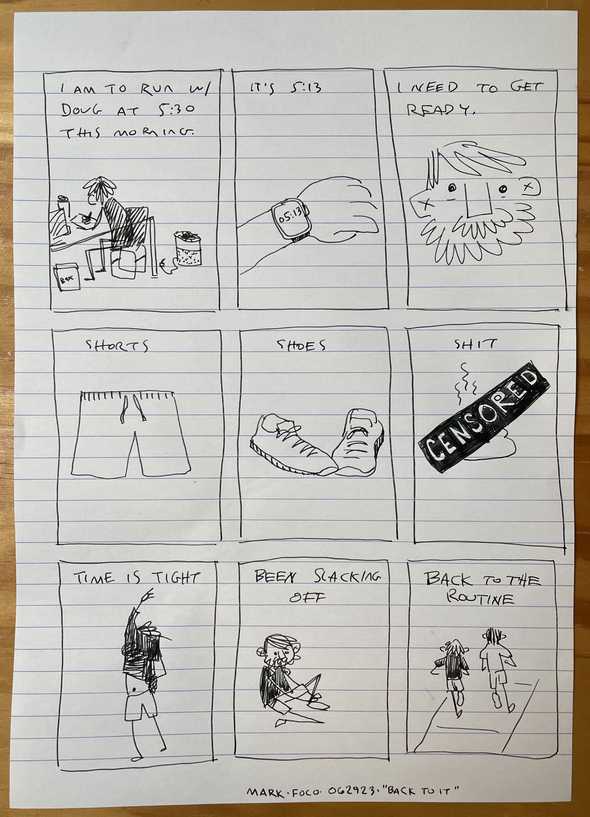 I AM TO RUN W/
DOUG AT 5:30
THIS MORNING.
IT'S 5:13
05:13
I NEED TO GET
READY.
BOX
SHORTS
SHOES
SHIT
CENSORED
TIME IS TIGHT
BEEN SLACKING
OFF
BACK TO THE
ROUTINE
MARK·FOCO·062923·"BACK TO IT"